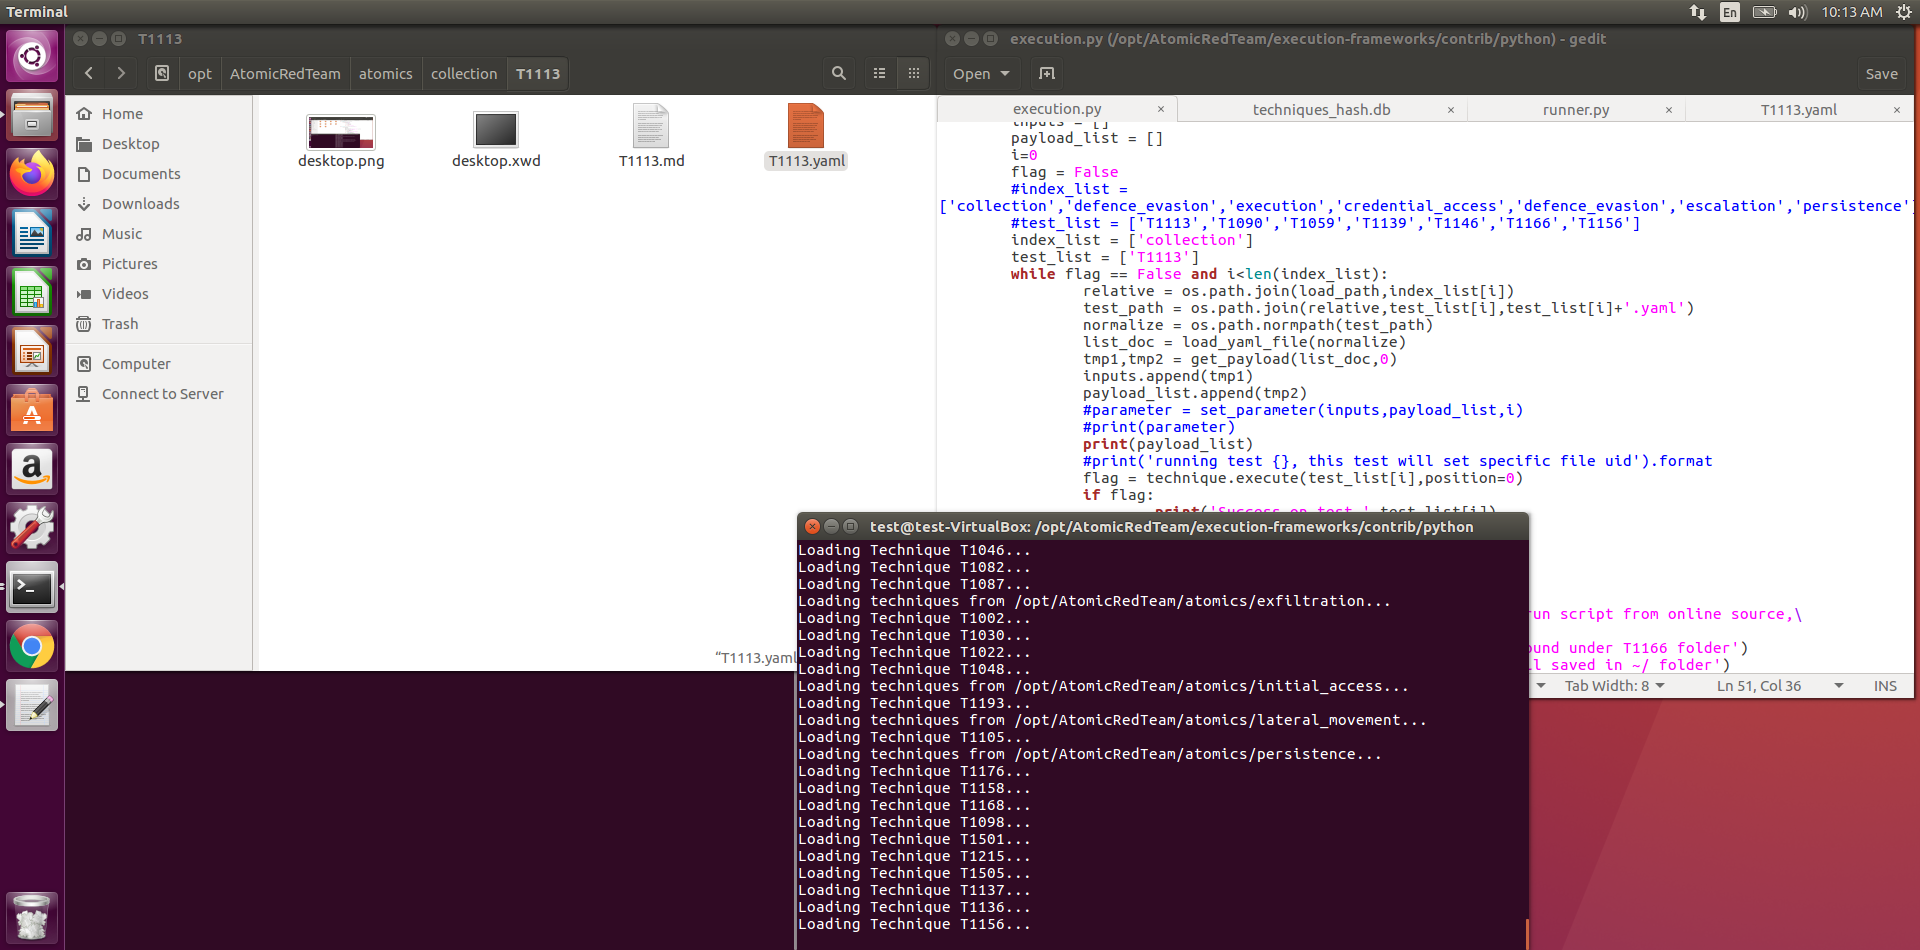 Terminal
En
10:13 AM
T1113
opt
AtomicRedTeam
atomics
collection
T1113
Home
Desktop
Documents
Downloads
Music
Pictures
Videos
Trash
Computer
Connect to Server
desktop.png
desktop.xwd
T1113.md
T1113.yaml
“T1113.yaml
execution.py (/opt/AtomicRedTeam/execution-frameworks/contrib/python) - gedit
Open
Save
execution.py ×
techniques_hash.db ×
runner.py ×
T1113.yaml ×
inputs = []
payload_list = []
i=0
flag = False
#index_list =
['collection','defence_evasion','execution','credential_access','defence_evasion','escalation','persistence']
#test_list = ['T1113','T1090','T1059','T1139','T1146','T1166','T1156']
index_list = ['collection']
test_list = ['T1113']
while flag == False and i<len(index_list):
relative = os.path.join(load_path,index_list[i])
test_path = os.path.join(relative,test_list[i],test_list[i]+'.yaml')
normalize = os.path.normpath(test_path)
list_doc = load_yaml_file(normalize)
tmp1,tmp2 = get_payload(list_doc,0)
inputs.append(tmp1)
payload_list.append(tmp2)
#parameter = set_parameter(inputs,payload_list,i)
#print(parameter)
print(payload_list)
#print('running test {}, this test will set specific file uid').format
flag = technique.execute(test_list[i],position=0)
if flag:
print('Success on test ',test_list[i])
un script from online source,\
und under T1166 folder')
l saved in ~/ folder')
Tab Width: 8
Ln 51, Col 36
INS
test@test-VirtualBox: /opt/AtomicRedTeam/execution-frameworks/contrib/python
Loading Technique T1046...
Loading Technique T1082...
Loading Technique T1087...
Loading techniques from /opt/AtomicRedTeam/atomics/exfiltration...
Loading Technique T1002...
Loading Technique T1030...
Loading Technique T1022...
Loading Technique T1048...
Loading techniques from /opt/AtomicRedTeam/atomics/initial_access...
Loading Technique T1193...
Loading techniques from /opt/AtomicRedTeam/atomics/lateral_movement...
Loading Technique T1105...
Loading techniques from /opt/AtomicRedTeam/atomics/persistence...
Loading Technique T1176...
Loading Technique T1158...
Loading Technique T1168...
Loading Technique T1098...
Loading Technique T1501...
Loading Technique T1215...
Loading Technique T1505...
Loading Technique T1137...
Loading Technique T1136...
Loading Technique T1156...